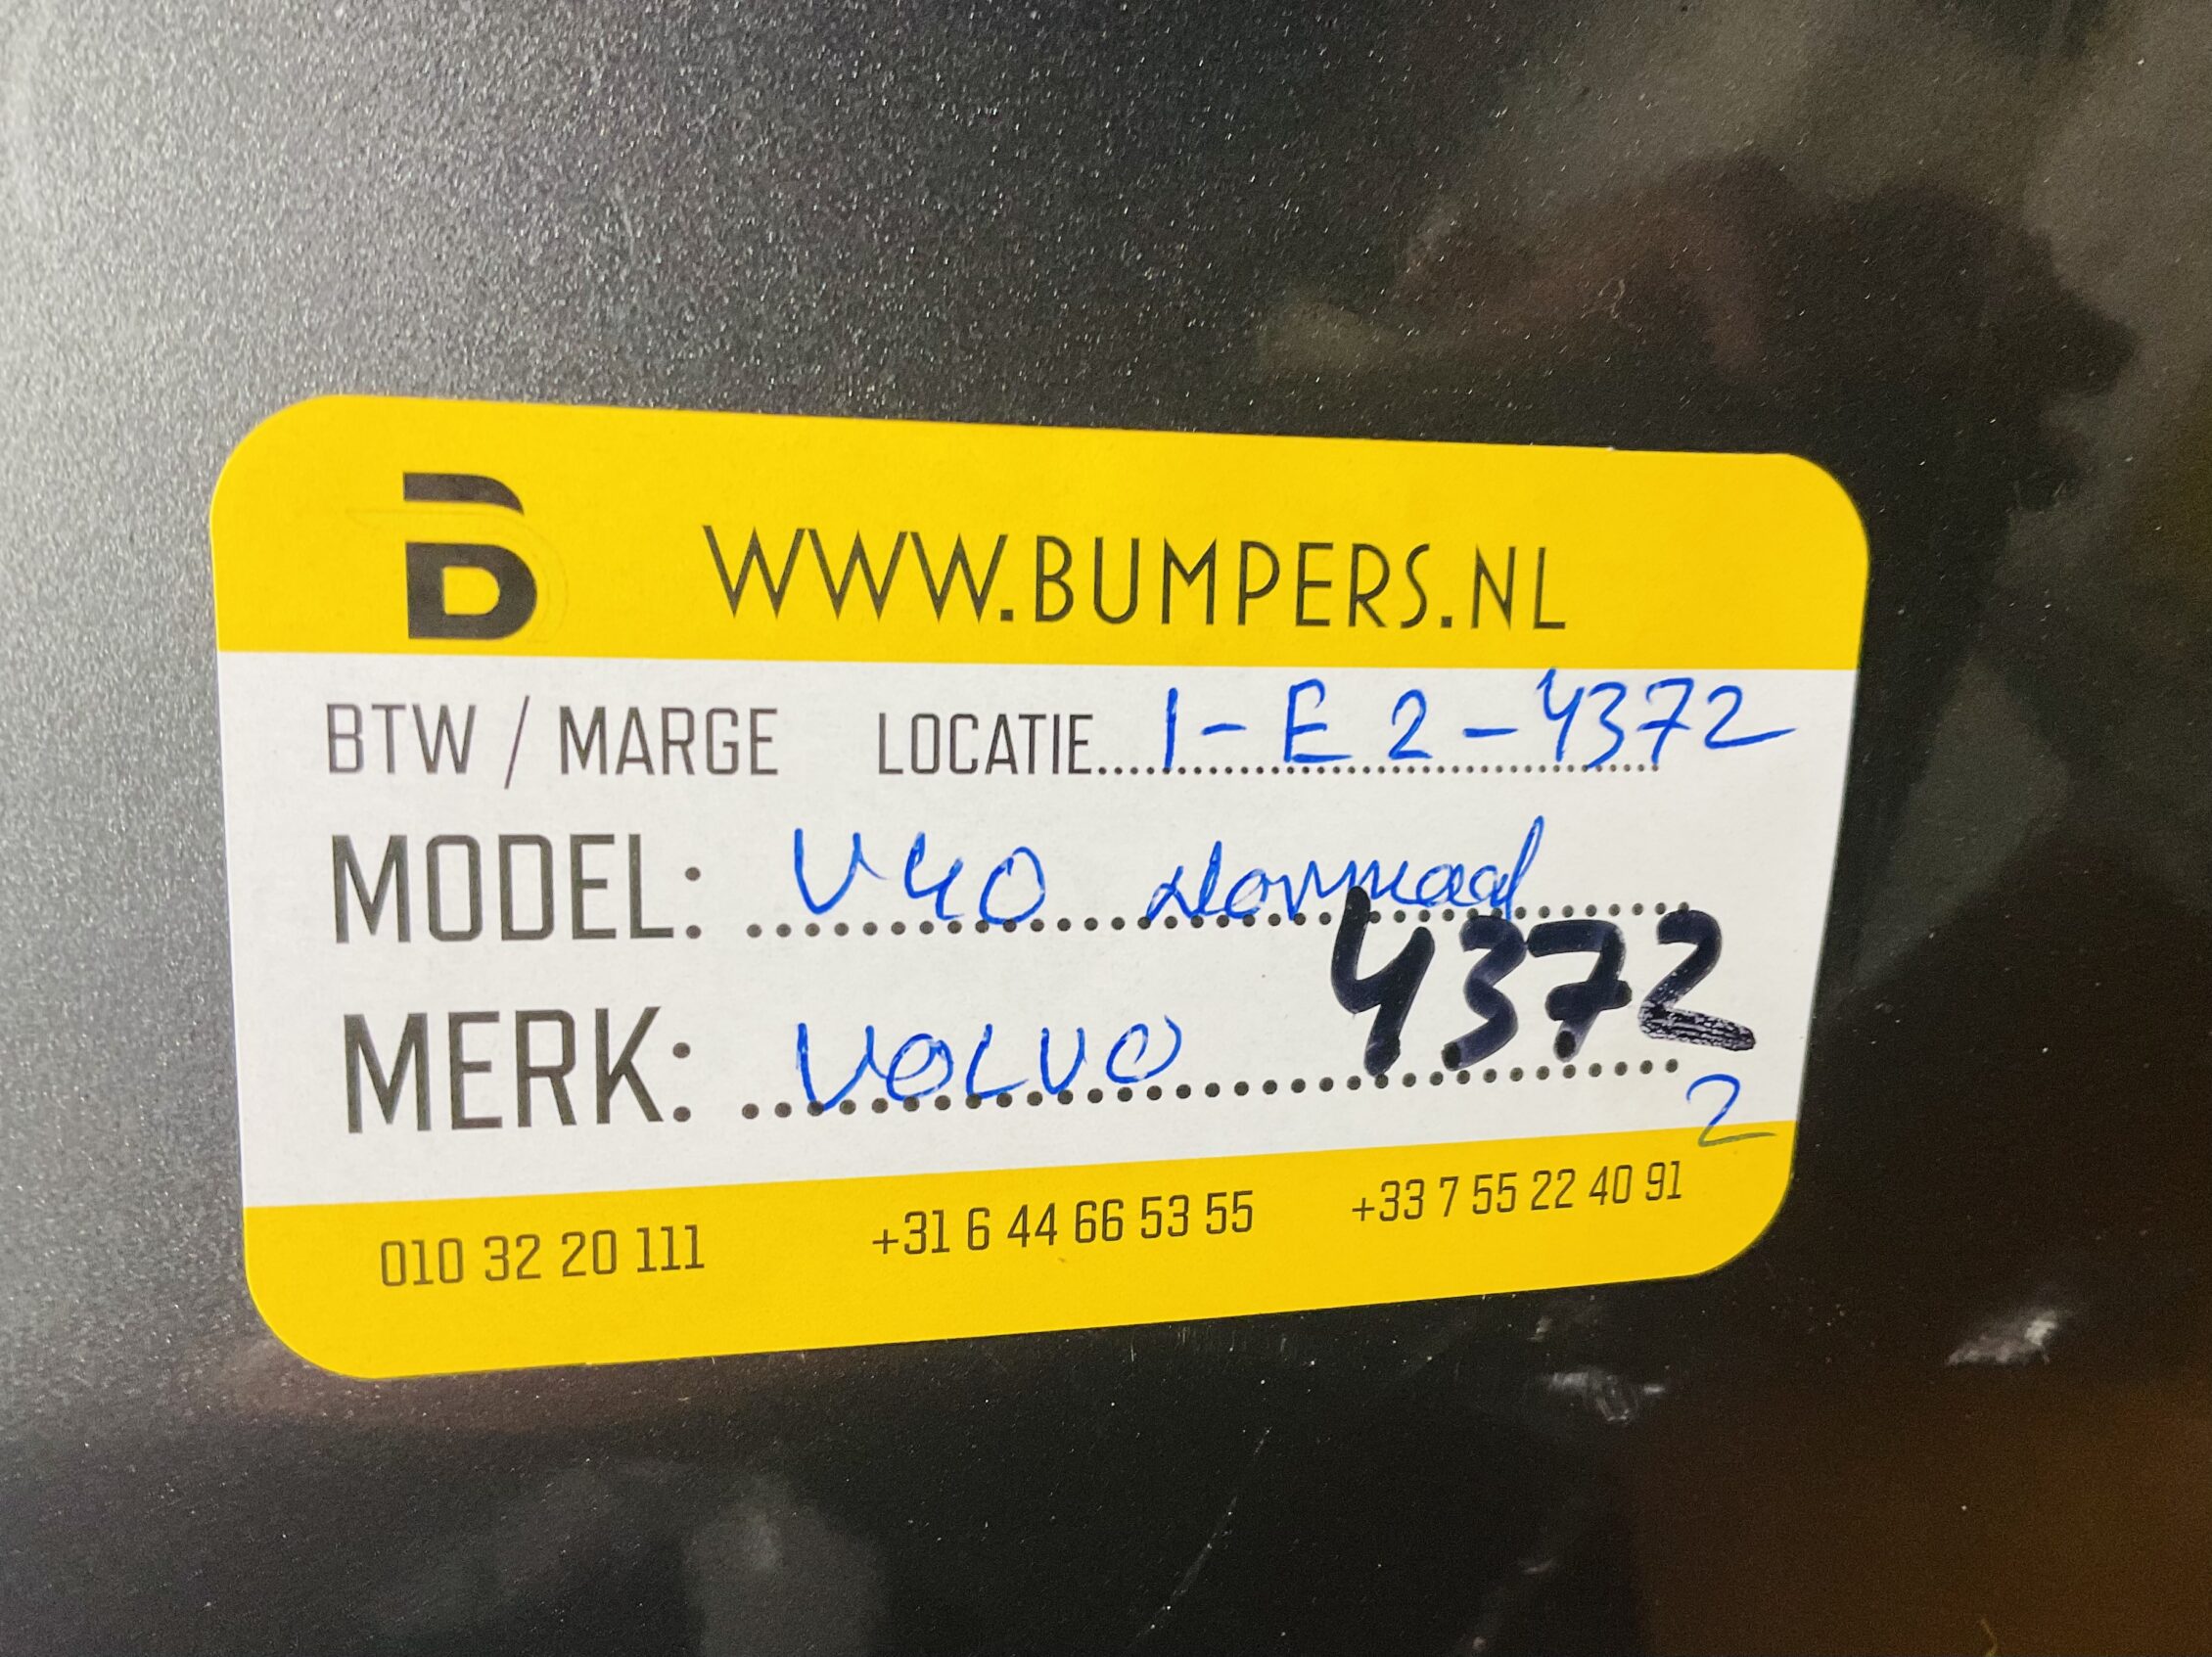 B WWW.BUMPERS.NL
BTW / MARGE LOCATIE 1-E2-4372
MODEL: V40 Normaal
4372
MERK: VOLVO
2
010 32 20 111 +31 6 44 66 53 55 +33 7 55 22 40 91